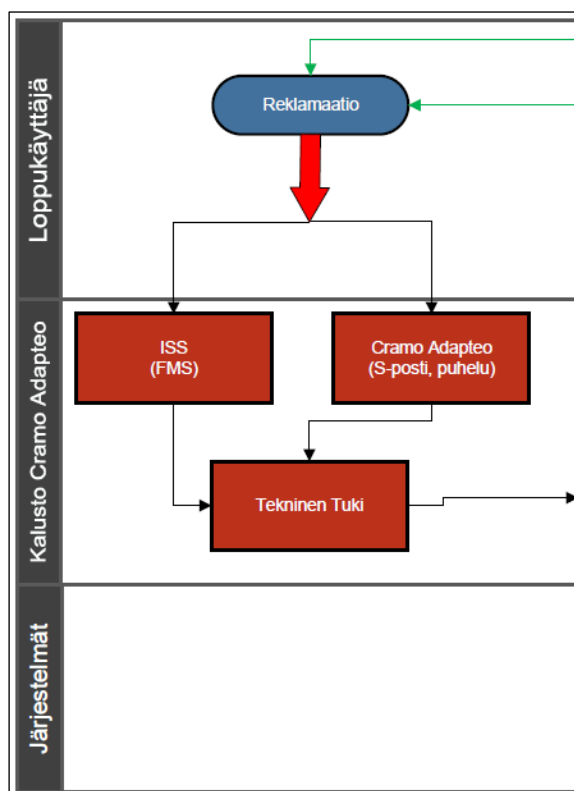 Loppukäyttäjä
Reklamaatio
Kalusto Cramo Adapteo
ISS
(FMS)
Cramo Adapteo
(S-posti, puhelu)
Tekninen Tuki
Järjestelmät